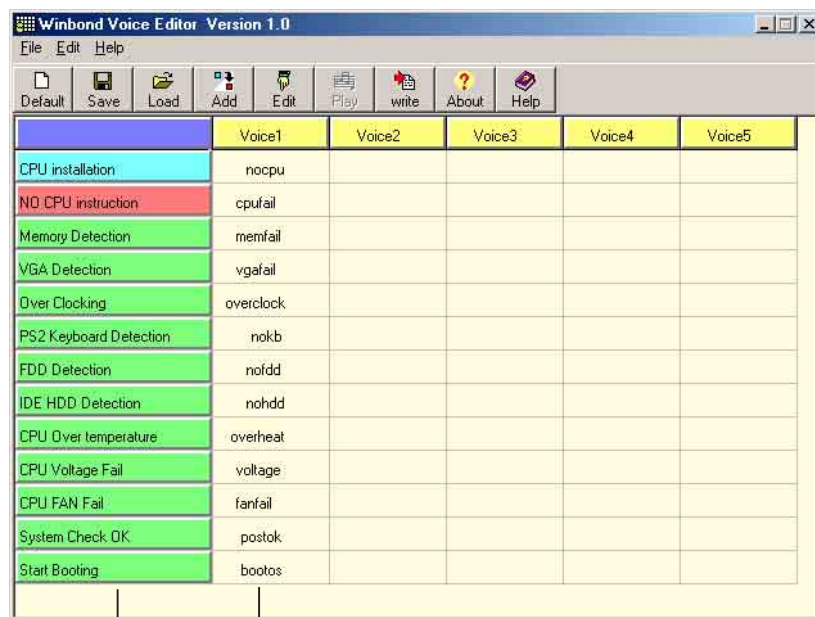 Winbond Voice Editor Version 1.0
File Edit Help
Default Save Load Add Edit Play write About Help
Voice1 Voice2 Voice3 Voice4 Voice5
CPU installation nocpu
NO CPU instruction cpufail
Memory Detection memfail
VGA Detection vgafail
Over Clocking overclock
PS2 Keyboard Detection nokb
FDD Detection nofdd
IDE HDD Detection nohdd
CPU Over temperature overheat
CPU Voltage Fail voltage
CPU FAN Fail fanfail
System Check OK postok
Start Booting bootos